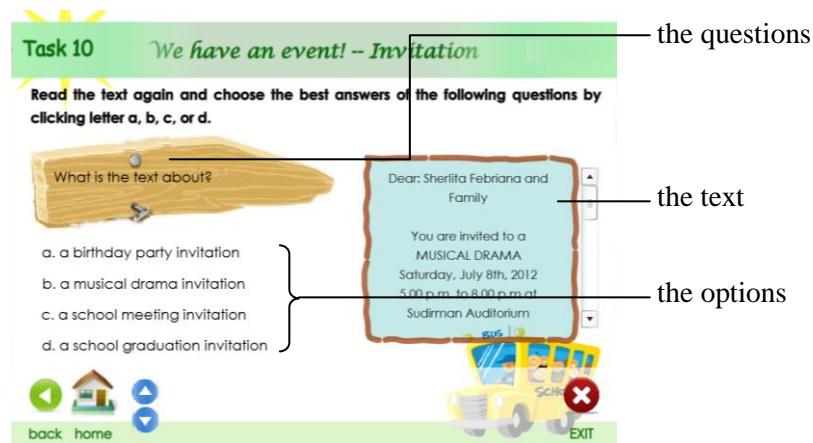 Task 10
We have an event! -- Invitation
Read the text again and choose the best answers of the following questions by
clicking letter a, b, c, or d.
What is the text about?
a. a birthday party invitation
b. a musical drama invitation
c. a school meeting invitation
d. a school graduation invitation
Dear: Sherlita Febriana and
Family
You are invited to a
MUSICAL DRAMA
Saturday, July 8th, 2012
5.00 p.m. to 8.00 p.m at
Sudirman Auditorium
the questions
the text
the options
BUS
back
home
EXIT